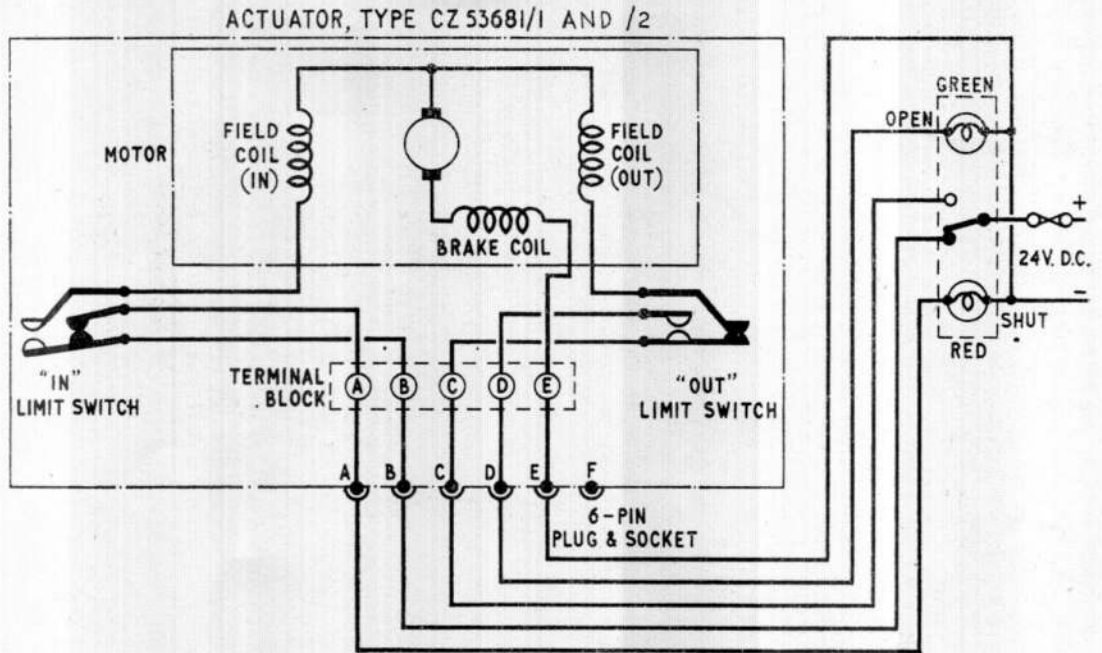 ACTUATOR, TYPE CZ 53681/1 AND /2
MOTOR
FIELD
COIL
(IN)
FIELD
COIL
(OUT)
BRAKE COIL
"IN"
LIMIT SWITCH
TERMINAL
BLOCK
A B C D E
"OUT"
LIMIT SWITCH
A B C D E F
6-PIN
PLUG & SOCKET
GREEN
OPEN
+
24V. D.C.
-
SHUT
RED